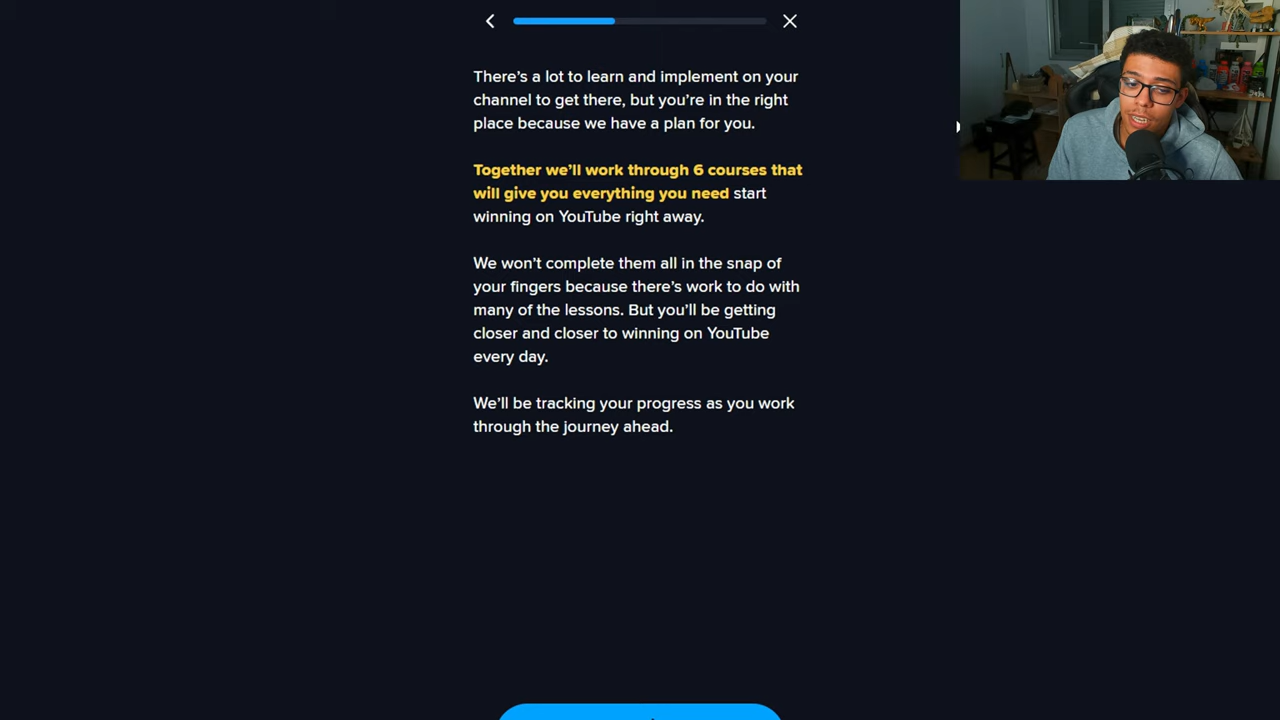 There's a lot to learn and implement on your
channel to get there, but you're in the right
place because we have a plan for you.
Together we'll work through 6 courses that
will give you everything you need start
winning on YouTube right away.
We won't complete them all in the snap of
your fingers because there's work to do with
many of the lessons. But you'll be getting
closer and closer to winning on YouTube
every day.
We'll be tracking your progress as you work
through the journey ahead.